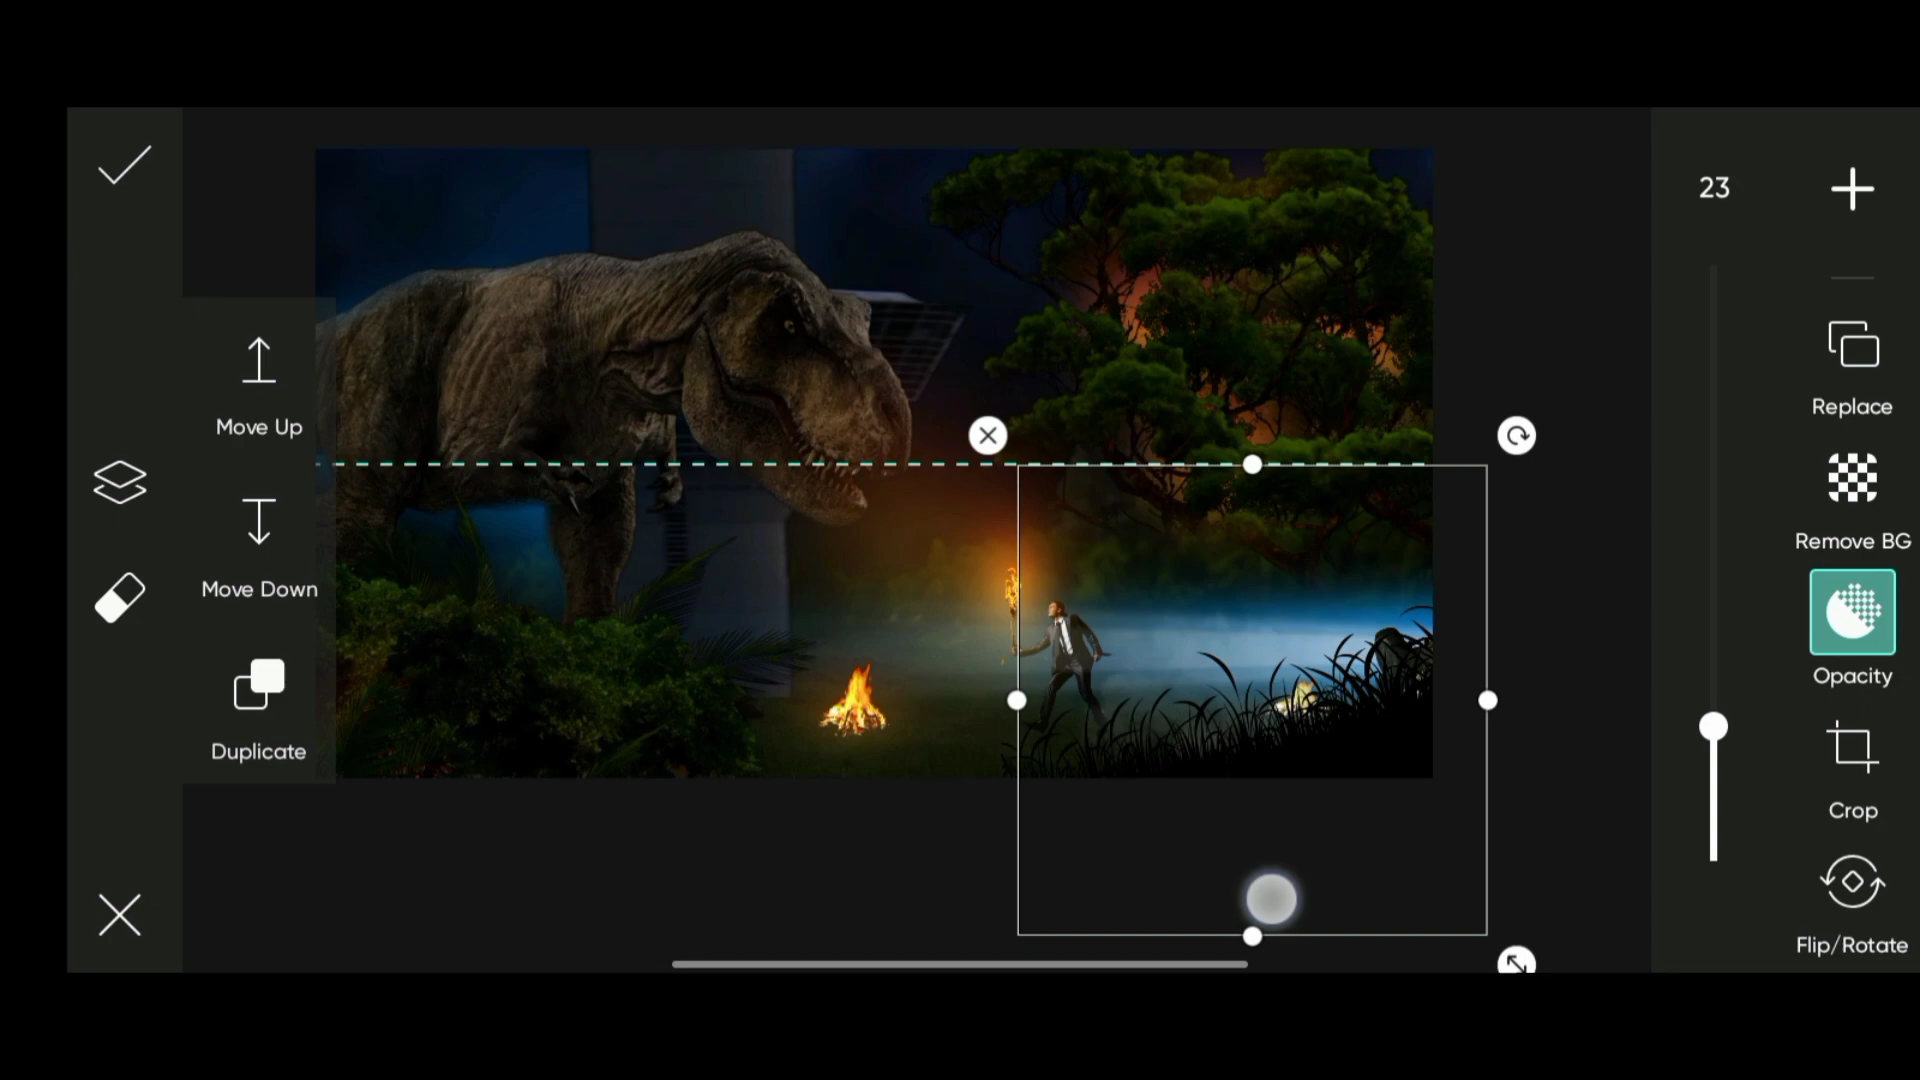 23
Move Up
Replace
Remove BG
Move Down
Opacity
Duplicate
Crop
Flip/Rotate